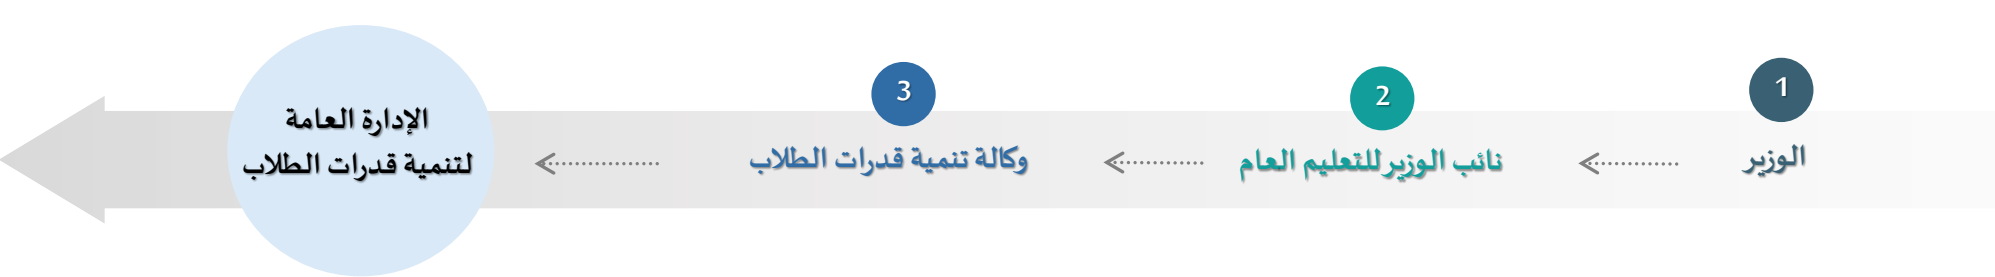 1
الوزير
2
نائب الوزير للتعليم العام
3
وكالة تنمية قدرات الطلاب
الإدارة العامة
لتنمية قدرات الطلاب